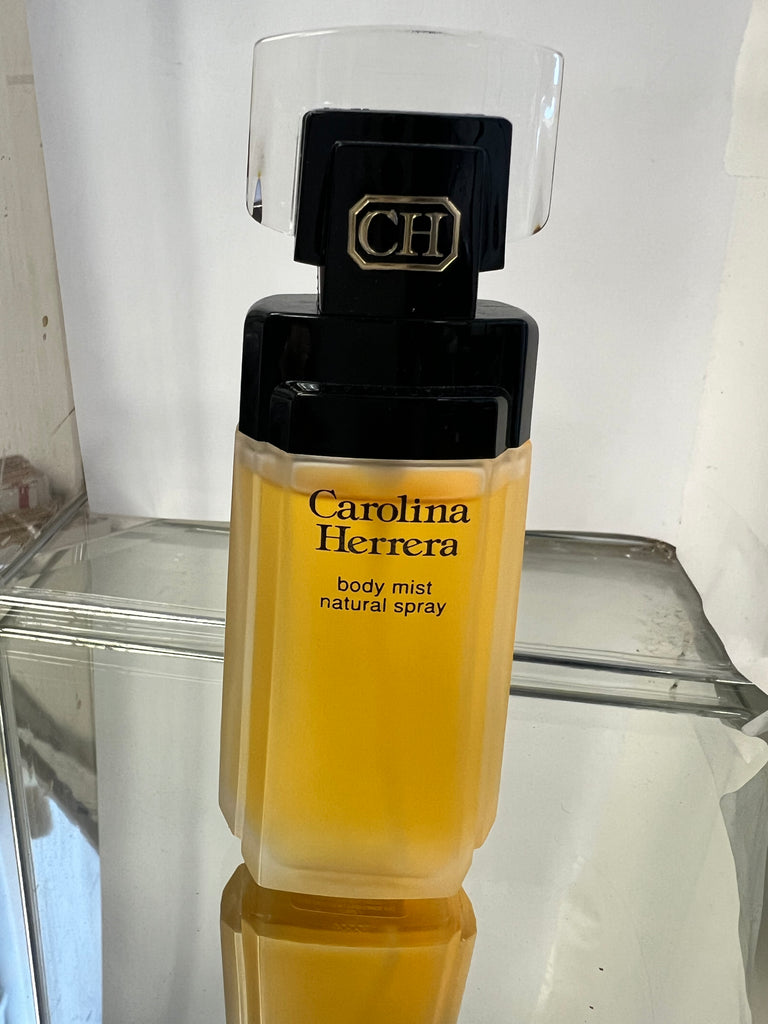 CH
Carolina
Herrera
body mist
natural spray